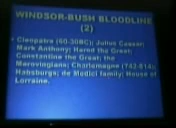 WINDSOR-BUSH BLOODLINE
(2)
• Cleopatra (60-30BC); Julius Caesar;
Mark Anthony; Herod the Great;
Constantine the Great; the
Merovingians; Charlemagne (742-814);
Habsburgs; de Medici family; House of
Lorraine.